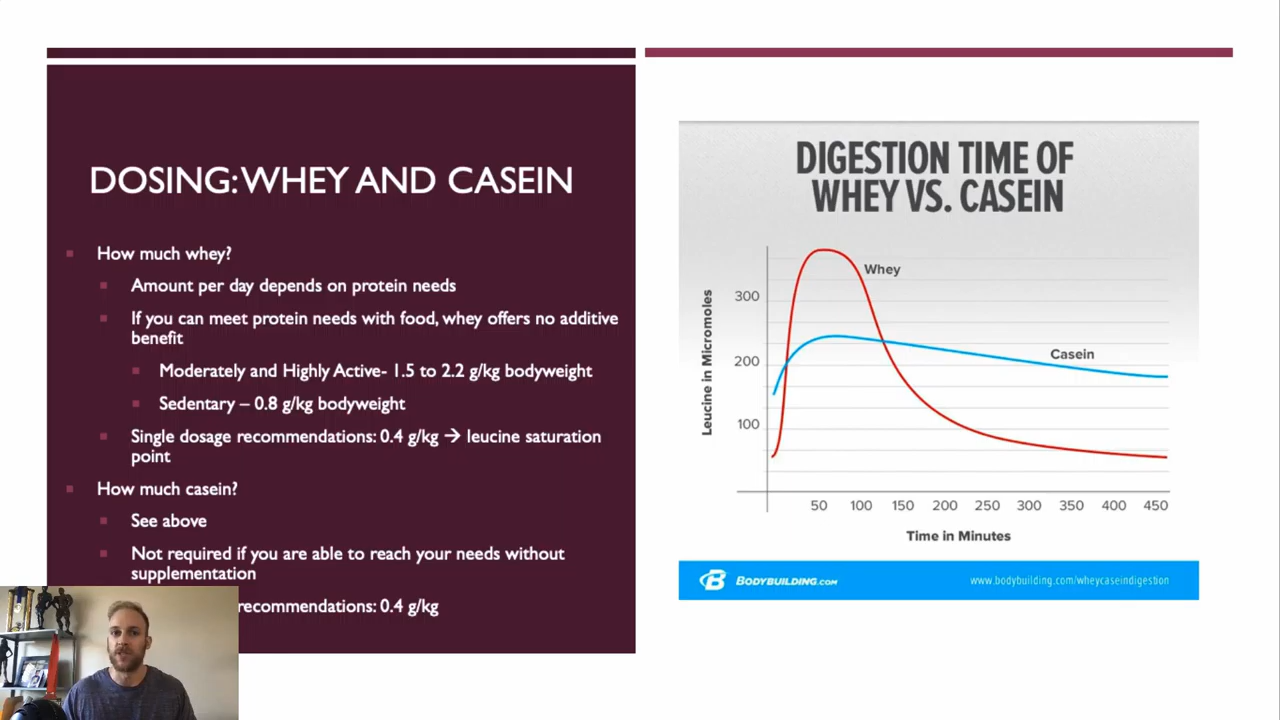 DOSING: WHEY AND CASEIN
How much whey?
Amount per day depends on protein needs
If you can meet protein needs with food, whey offers no additive
benefit
Moderately and Highly Active- 1.5 to 2.2 g/kg bodyweight
Sedentary – 0.8 g/kg bodyweight
Single dosage recommendations: 0.4 g/kg → leucine saturation
point
How much casein?
See above
Not required if you are able to reach your needs without
supplementation
recommendations: 0.4 g/kg
DIGESTION TIME OF
WHEY VS. CASEIN
Leucine in Micromoles
300
200
100
Whey
Casein
50 100 150 200 250 300 350 400 450
Time in Minutes
B BODYBUILDING.COM
www.bodybuilding.com/wheycaseindigestion